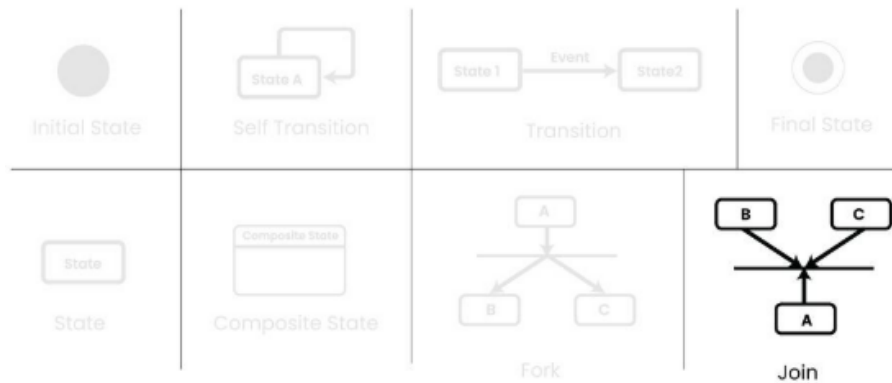 Event
State A
State 1
State2
Initial State
Self Transition
Transition
Final State
State
Composite State
A
B
C
State
Composite State
Fork
B
C
A
Join